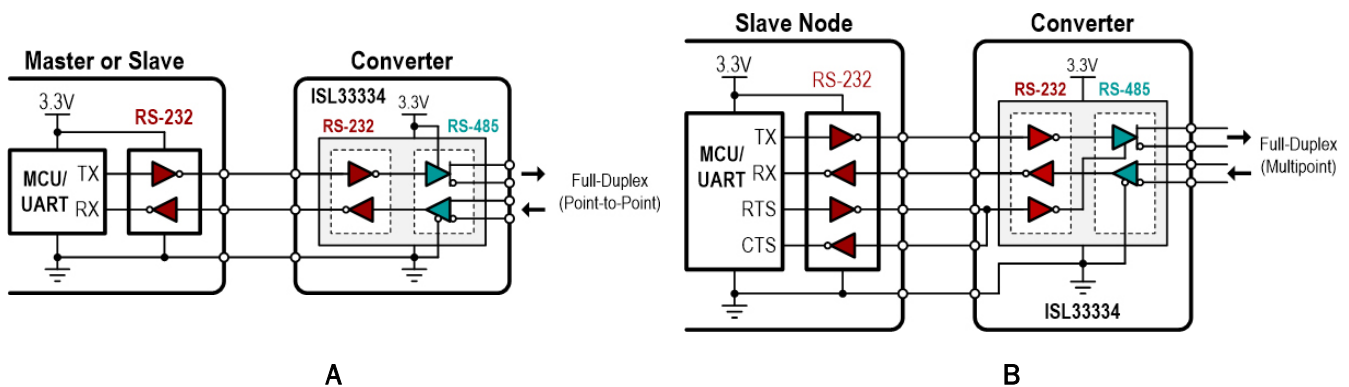 Master or Slave
Converter
3.3V
RS-232
ISL33334
3.3V
RS-232
RS-485
MCU/
UART
TX
RX
Full-Duplex
(Point-to-Point)
A
Slave Node
Converter
3.3V
RS-232
3.3V
RS-232
RS-485
MCU/
UART
TX
RX
RTS
CTS
Full-Duplex
(Multipoint)
ISL33334
B